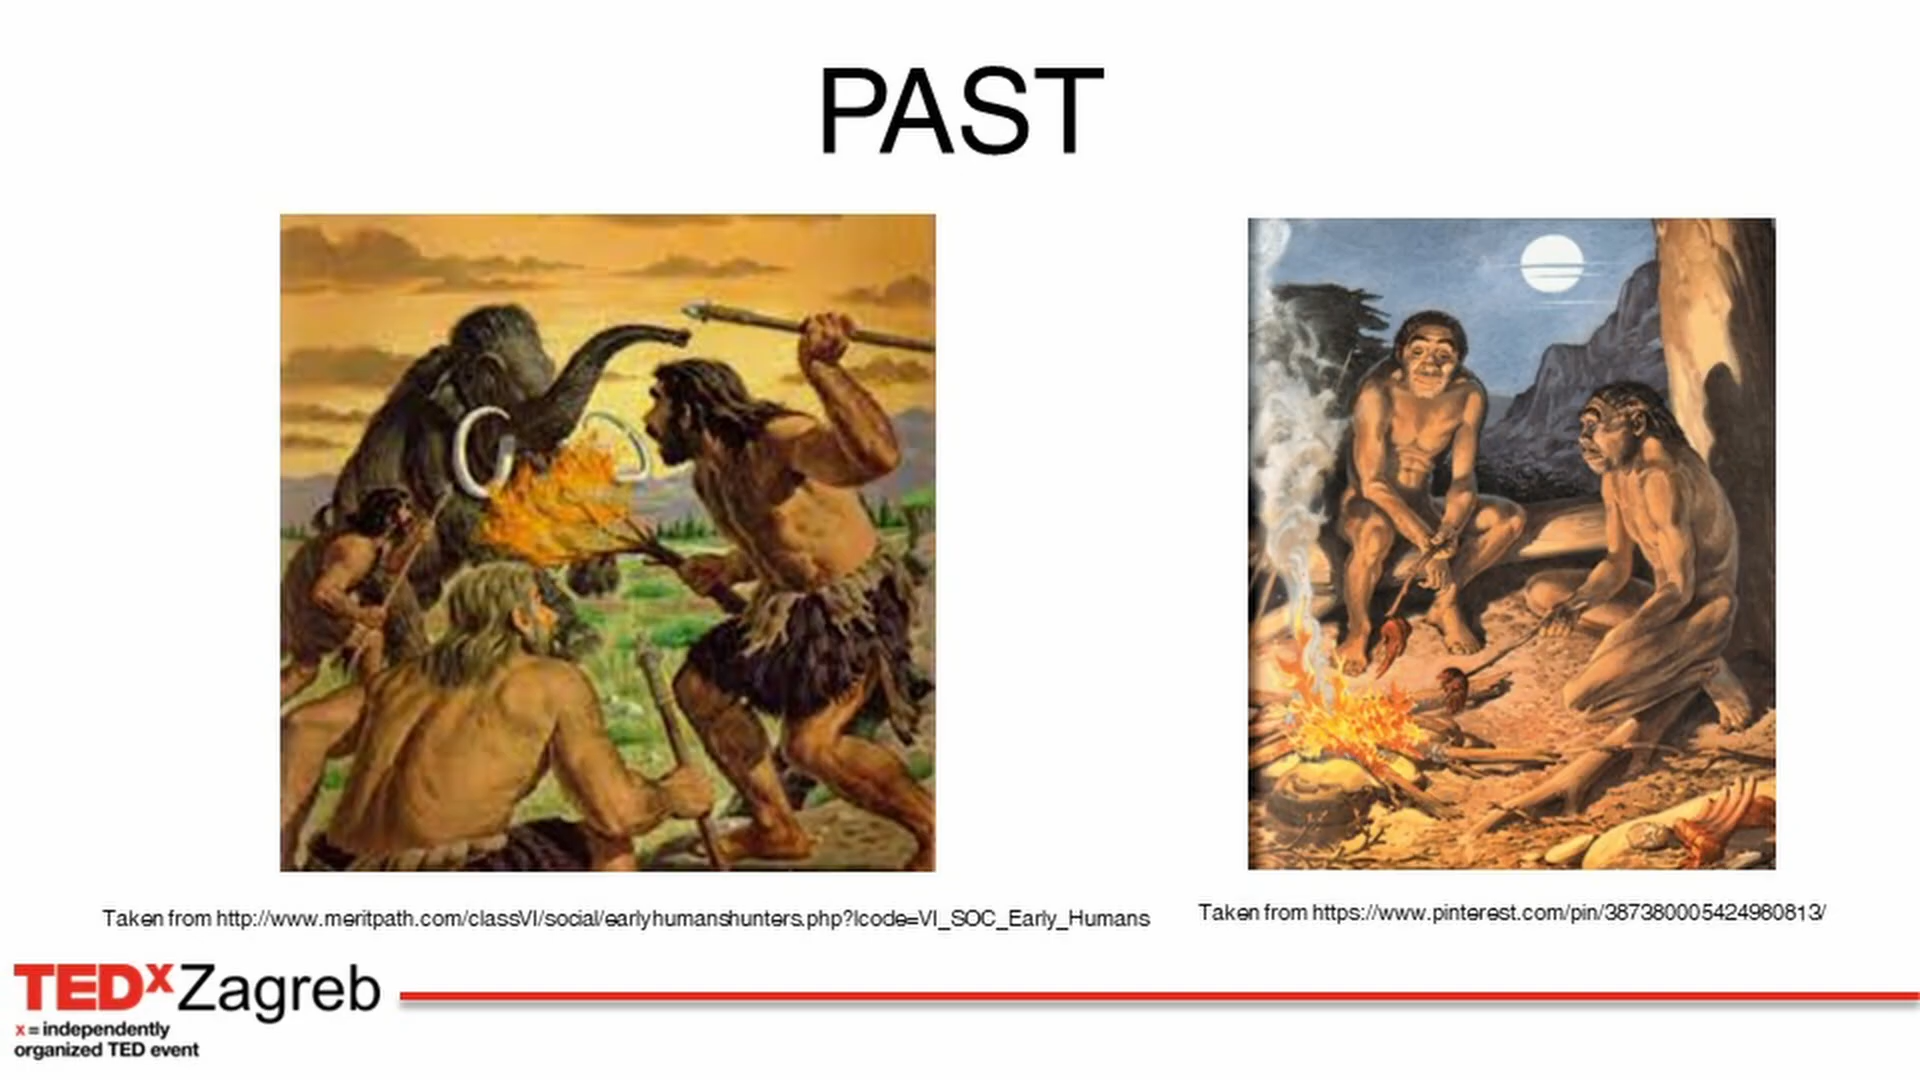 PAST
Taken from http://www.meritpath.com/classVI/social/earlyhumanshunters.php?lcode=VI_SOC_Early_Humans
Taken from https://www.pinterest.com/pin/387380005424980813/
TEDxZagreb
x = independently
organized TED event